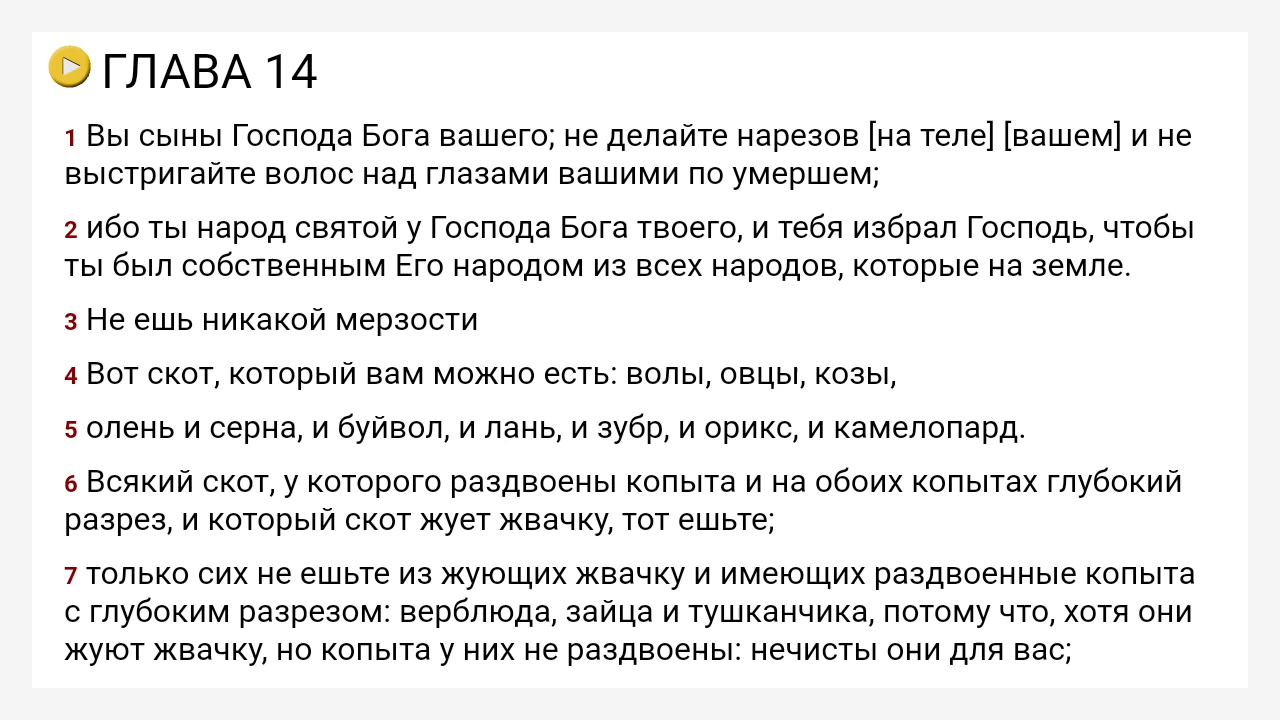 ГЛАВА 14
1 Вы сыны Господа Бога вашего; не делайте нарезов [на теле] [вашем] и не
выстригайте волос над глазами вашими по умершем;
2 ибо ты народ святой у Господа Бога твоего, и тебя избрал Господь, чтобы
ты был собственным Его народом из всех народов, которые на земле.
3 Не ешь никакой мерзости
4 Вот скот, который вам можно есть: волы, овцы, козы,
5 олень и серна, и буйвол, и лань, и зубр, и орикс, и камелопард.
6 Всякий скот, у которого раздвоены копыта и на обоих копытах глубокий
разрез, и который скот жует жвачку, тот ешьте;
7 только сих не ешьте из жующих жвачку и имеющих раздвоенные копыта
с глубоким разрезом: верблюда, зайца и тушканчика, потому что, хотя они
жуют жвачку, но копыта у них не раздвоены: нечисты они для вас;